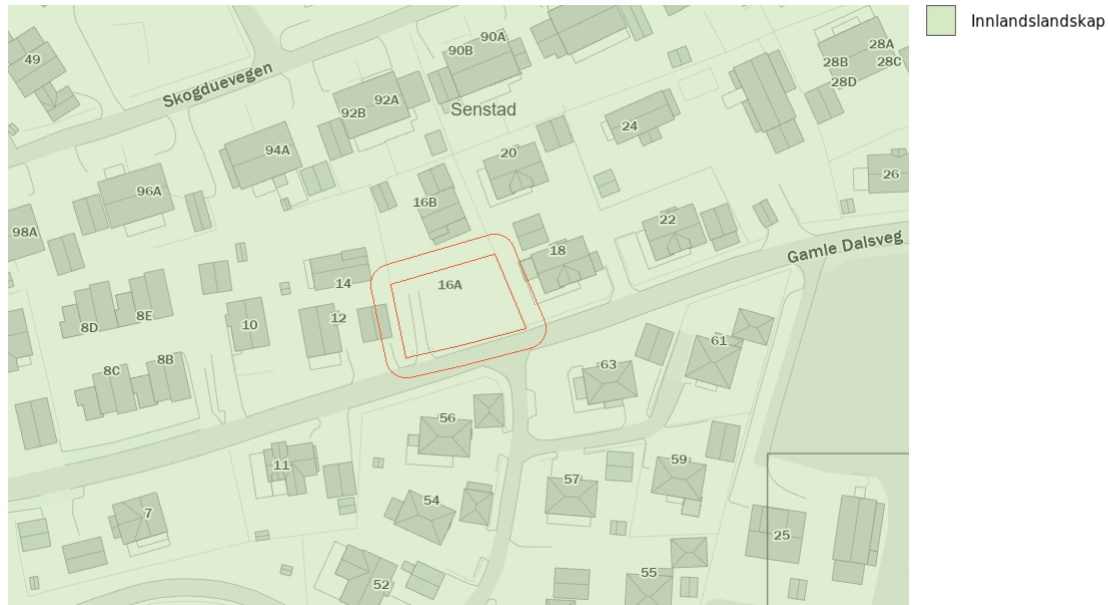 Innlandslandskap
90A
28A
49
90B
28B
28C
Skogduevegen
28D
92A
92B
Senstad
24
94A
20
26
96A
16B
22
98A
18
Gamle Dalsveg
14
16A
8E
12
10
8D
61
8B
63
8C
56
59
11
57
54
7
25
55
52